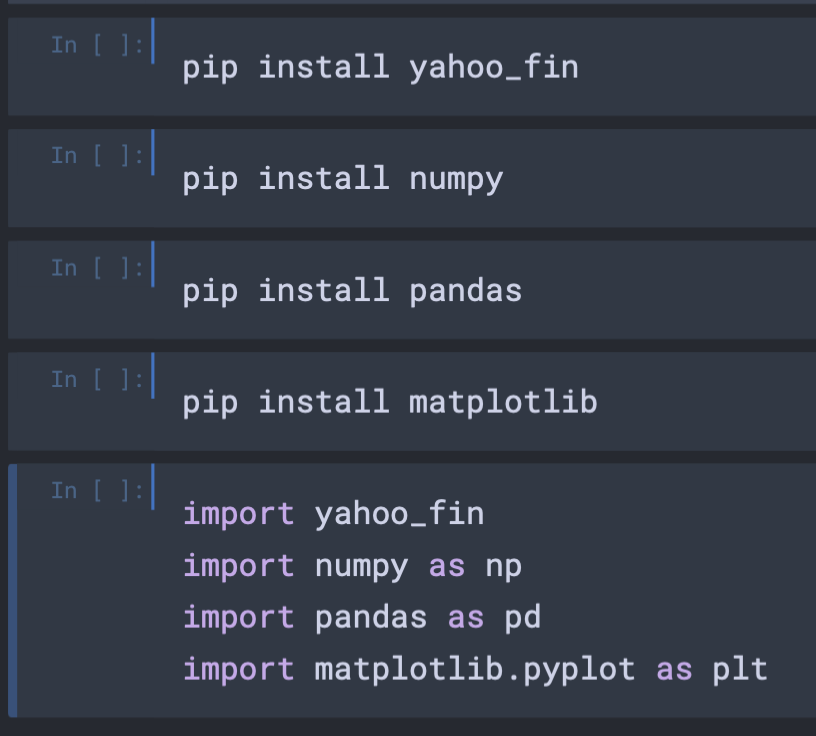 In [ ]:
pip install yahoo_fin
In [ ]:
pip install numpy
In [ ]:
pip install pandas
In [ ]:
pip install matplotlib
In [ ]:
import yahoo_fin
import numpy as np
import pandas as pd
import matplotlib.pyplot as plt